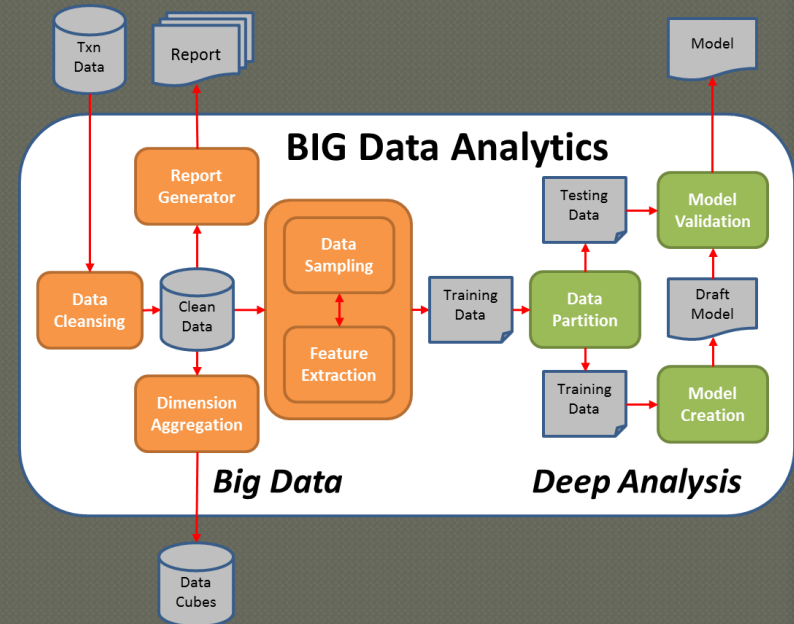 Txn
Data
Report
Model
BIG Data Analytics
Report
Generator
Testing
Data
Model
Validation
Data
Sampling
Data
Cleansing
Clean
Data
Training
Data
Data
Partition
Draft
Model
Feature
Extraction
Dimension
Aggregation
Training
Data
Model
Creation
Big Data
Deep Analysis
Data
Cubes